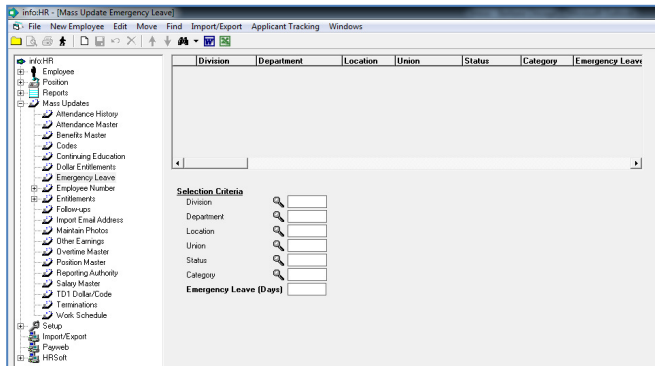 info:HR - [Mass Update Emergency Leave]
File New Employee Edit Move Find Import/Export Applicant Tracking Windows
info:HR
Employee
Position
Reports
Mass Updates
Attendance History
Attendance Master
Benefits Master
Codes
Continuing Education
Dollar Entitlements
Emergency Leave
Employee Number
Entitlements
Follow-ups
Import Email Address
Maintain Photos
Other Earnings
Overtime Master
Position Master
Reporting Authority
Salary Master
TD1 Dollar/Code
Terminations
Work Schedule
Setup
Import/Export
Payweb
HRSoft
Division Department Location Union Status Category Emergency Leave
Selection Criteria
Division
Department
Location
Union
Status
Category
Emergency Leave (Days)